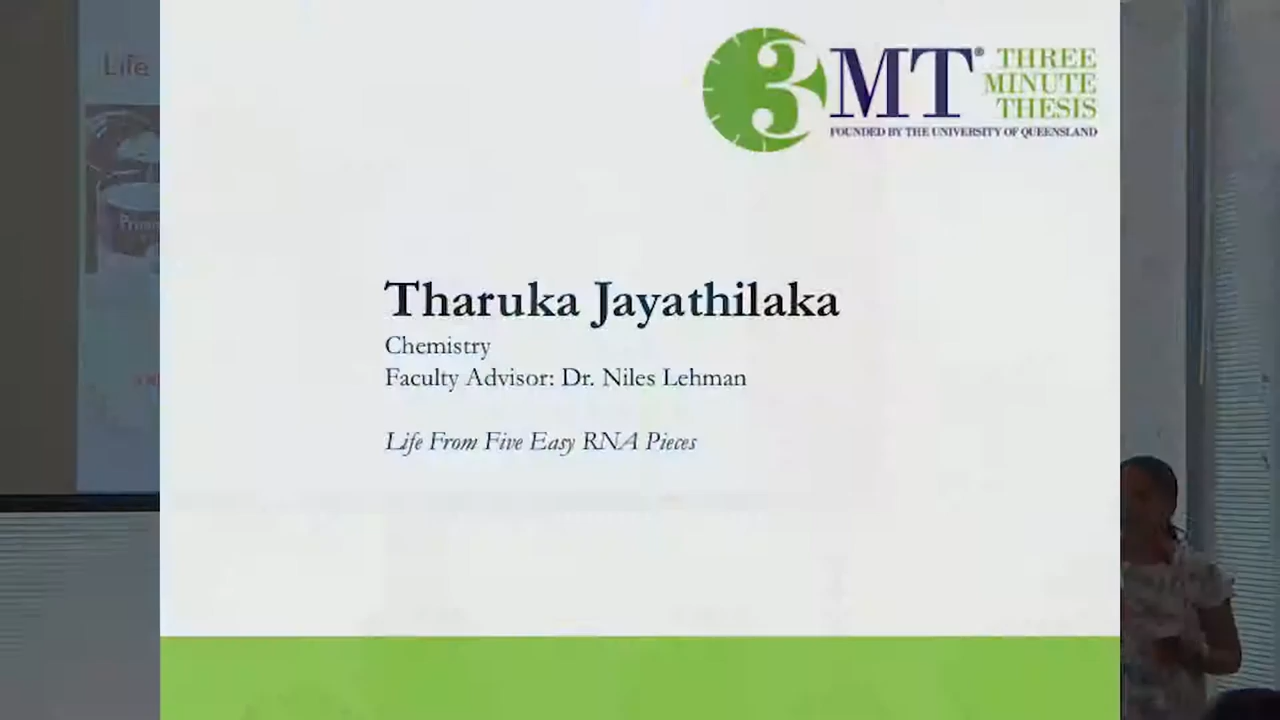 Life
3MT® THREE
MINUTE
THESIS
FOUNDED BY THE UNIVERSITY OF QUEENSLAND
Tharuka Jayathilaka
Chemistry
Faculty Advisor: Dr. Niles Lehman
Life From Five Easy RNA Pieces